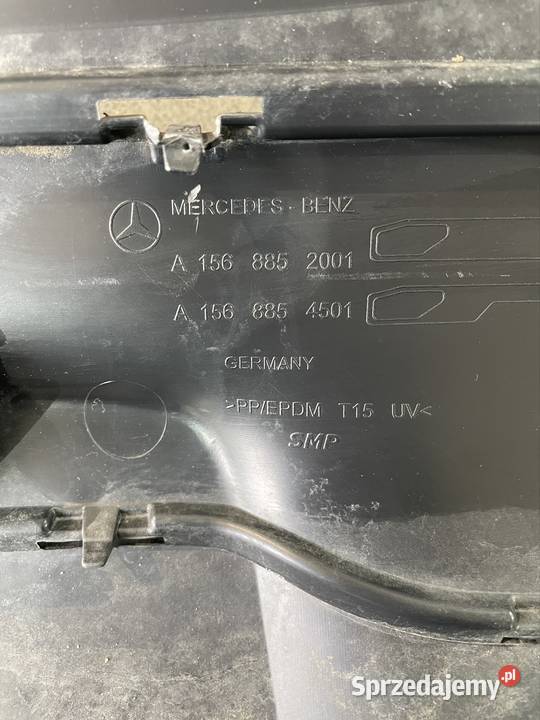 MERCEDES - BENZ
A 156 885 2001
A 156 885 4501
GERMANY
>PP/EPDM T15 UV<
SMP
Sprzedajemy.pl